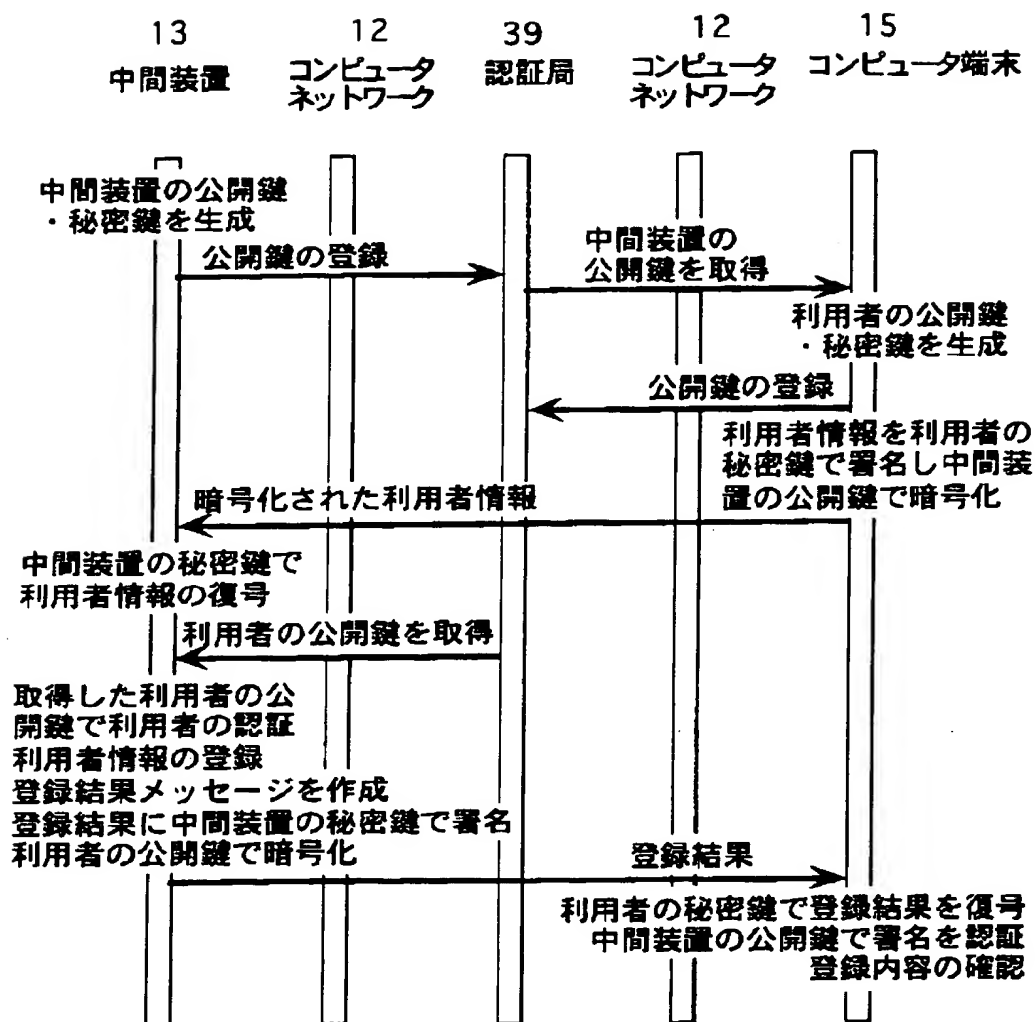 13 12 39 12 15
中間装置 コンピュータ 認証局 コンピュータ コンピュータ端末
ネットワーク ネットワーク
中間装置の公開鍵
・秘密鍵を生成
公開鍵の登録
中間装置の
公開鍵を取得
利用者の公開鍵
・秘密鍵を生成
公開鍵の登録
利用者情報を利用者の
秘密鍵で署名し中間装
置の公開鍵で暗号化
暗号化された利用者情報
中間装置の秘密鍵で
利用者情報の復号
利用者の公開鍵を取得
取得した利用者の公
開鍵で利用者の認証
利用者情報の登録
登録結果メッセージを作成
登録結果に中間装置の秘密鍵で署名
利用者の公開鍵で暗号化
登録結果
利用者の秘密鍵で登録結果を復号
中間装置の公開鍵で署名を認証
登録内容の確認